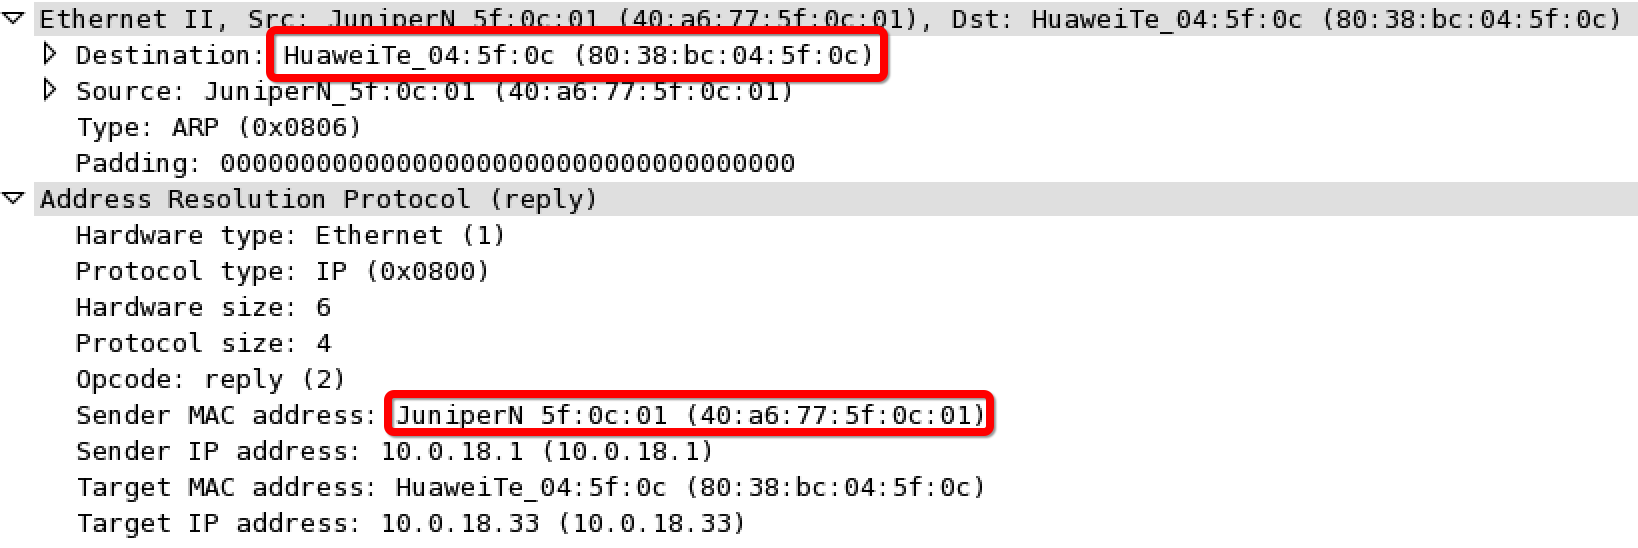 Ethernet II, Src: JuniperN_5f:0c:01 (40:a6:77:5f:0c:01), Dst: HuaweiTe_04:5f:0c (80:38:bc:04:5f:0c)
Destination: HuaweiTe_04:5f:0c (80:38:bc:04:5f:0c)
Source: JuniperN_5f:0c:01 (40:a6:77:5f:0c:01)
Type: ARP (0x0806)
Padding: 000000000000000000000000000000000000
Address Resolution Protocol (reply)
Hardware type: Ethernet (1)
Protocol type: IP (0x0800)
Hardware size: 6
Protocol size: 4
Opcode: reply (2)
Sender MAC address: JuniperN_5f:0c:01 (40:a6:77:5f:0c:01)
Sender IP address: 10.0.18.1 (10.0.18.1)
Target MAC address: HuaweiTe_04:5f:0c (80:38:bc:04:5f:0c)
Target IP address: 10.0.18.33 (10.0.18.33)